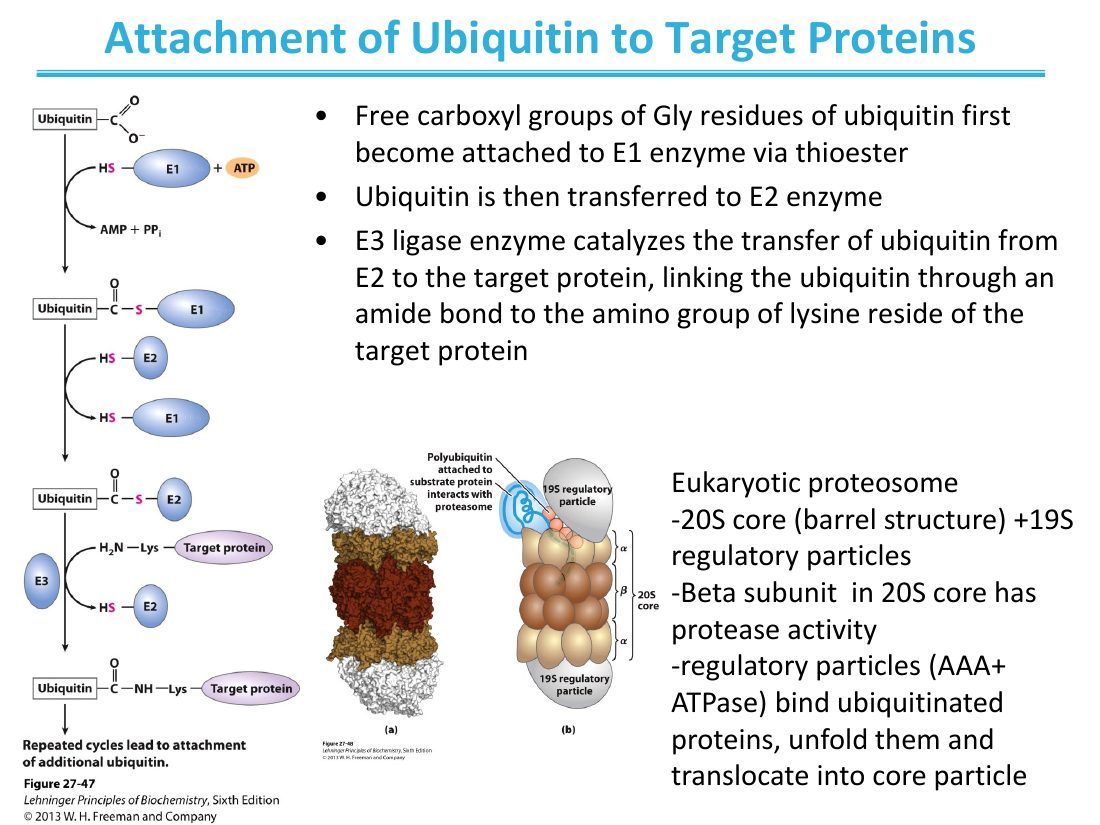 Attachment of Ubiquitin to Target Proteins
Ubiquitin
C
O
O⁻
HS
E1
+
ATP
AMP + PPi
Ubiquitin
O
C
S
E1
HS
E2
HS
E1
Ubiquitin
O
C
S
E2
H₂N
Lys
Target protein
E3
HS
E2
Ubiquitin
O
C
NH
Lys
Target protein
Repeated cycles lead to attachment
of additional ubiquitin.
Figure 27-47
Lehninger Principles of Biochemistry, Sixth Edition
© 2013 W. H. Freeman and Company
• Free carboxyl groups of Gly residues of ubiquitin first
become attached to E1 enzyme via thioester
• Ubiquitin is then transferred to E2 enzyme
• E3 ligase enzyme catalyzes the transfer of ubiquitin from
E2 to the target protein, linking the ubiquitin through an
amide bond to the amino group of lysine reside of the
target protein
Polyubiquitin
attached to
substrate protein
interacts with
proteasome
19S regulatory
particle
α
β
α
20S
core
19S regulatory
particle
(a)
(b)
Figure 27-48
Lehninger Principles of Biochemistry, Sixth Edition
© 2013 W. H. Freeman and Company
Eukaryotic proteosome
-20S core (barrel structure) +19S
regulatory particles
-Beta subunit in 20S core has
protease activity
-regulatory particles (AAA+
ATPase) bind ubiquitinated
proteins, unfold them and
translocate into core particle